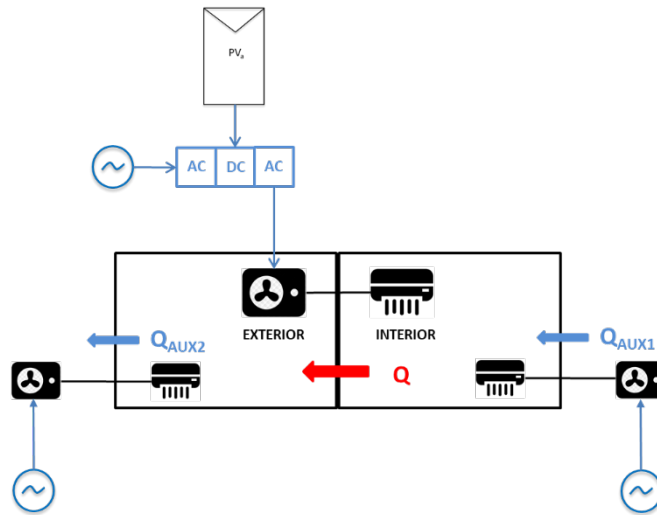 PVa
AC DC AC
EXTERIOR INTERIOR
QAUX2 QAUX1
Q